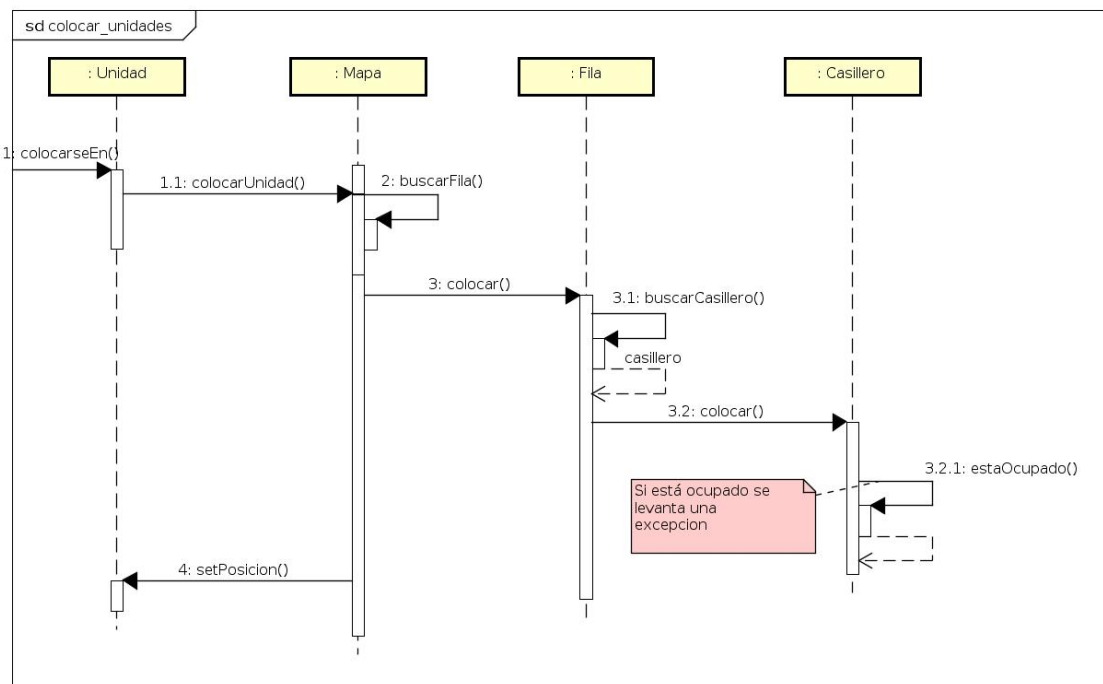 sd colocar_unidades
: Unidad
: Mapa
: Fila
: Casillero
1: colocarseEn()
1.1: colocarUnidad()
2: buscarFila()
3: colocar()
3.1: buscarCasillero()
casillero
3.2: colocar()
3.2.1: estaOcupado()
Si está ocupado se
levanta una
excepcion
4: setPosicion()